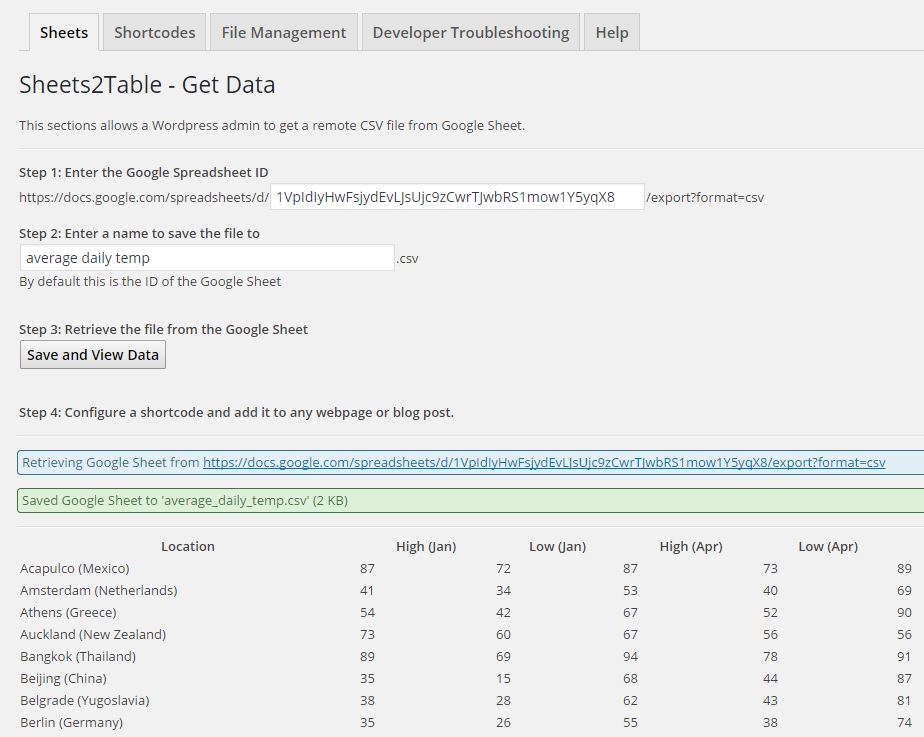 Sheets Shortcodes File Management Developer Troubleshooting Help
Sheets2Table - Get Data
This sections allows a Wordpress admin to get a remote CSV file from Google Sheet.
Step 1: Enter the Google Spreadsheet ID
https://docs.google.com/spreadsheets/d/ 1VpIdIyHwFsjydEvLJsUjc9zCwrTJwbRS1mow1Y5yqX8 /export?format=csv
Step 2: Enter a name to save the file to
average daily temp .csv
By default this is the ID of the Google Sheet
Step 3: Retrieve the file from the Google Sheet
Save and View Data
Step 4: Configure a shortcode and add it to any webpage or blog post.
Retrieving Google Sheet from https://docs.google.com/spreadsheets/d/1VpIdIyHwFsjydEvLJsUjc9zCwrTJwbRS1mow1Y5yqX8/export?format=csv
Saved Google Sheet to 'average_daily_temp.csv' (2 KB)
Location High (Jan) Low (Jan) High (Apr) Low (Apr)
Acapulco (Mexico) 87 72 87 73 89
Amsterdam (Netherlands) 41 34 53 40 69
Athens (Greece) 54 42 67 52 90
Auckland (New Zealand) 73 60 67 56 56
Bangkok (Thailand) 89 69 94 78 91
Beijing (China) 35 15 68 44 87
Belgrade (Yugoslavia) 38 28 62 43 81
Berlin (Germany) 35 26 55 38 74